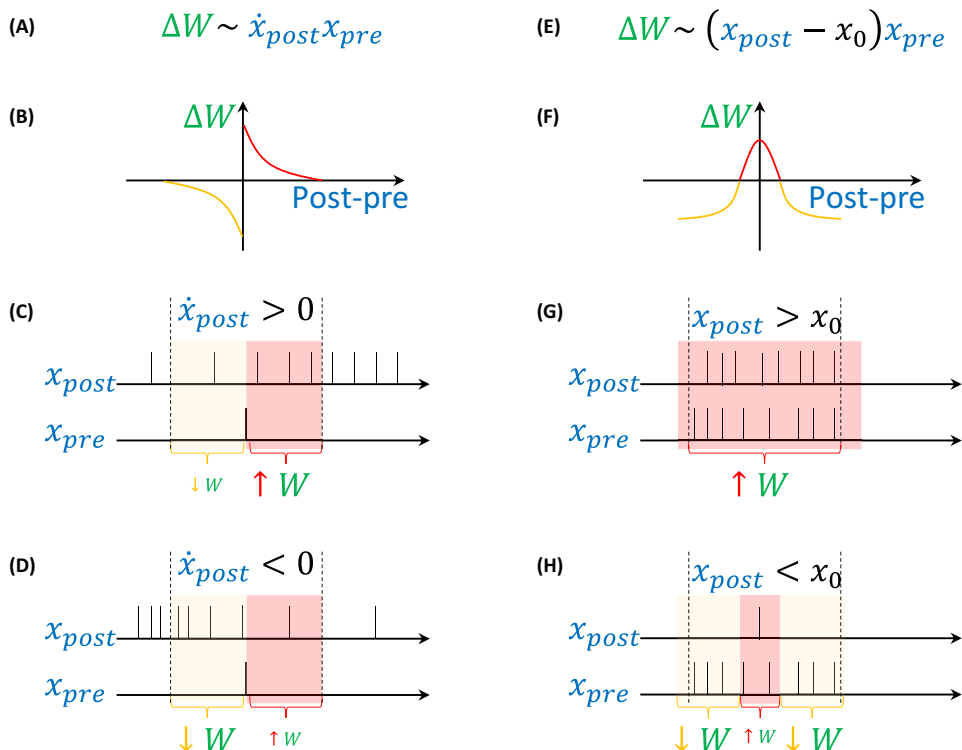 (A)
ΔW ~ ẋ_post x_pre
(B)
ΔW
Post-pre
(C)
ẋ_post > 0
x_post
x_pre
↓ W
↑ W
(D)
ẋ_post < 0
x_post
x_pre
↓ W
↑ W
(E)
ΔW ~ (x_post − x_0)x_pre
(F)
ΔW
Post-pre
(G)
x_post > x_0
x_post
x_pre
↑ W
(H)
x_post < x_0
x_post
x_pre
↓ W
↑ W
↓ W